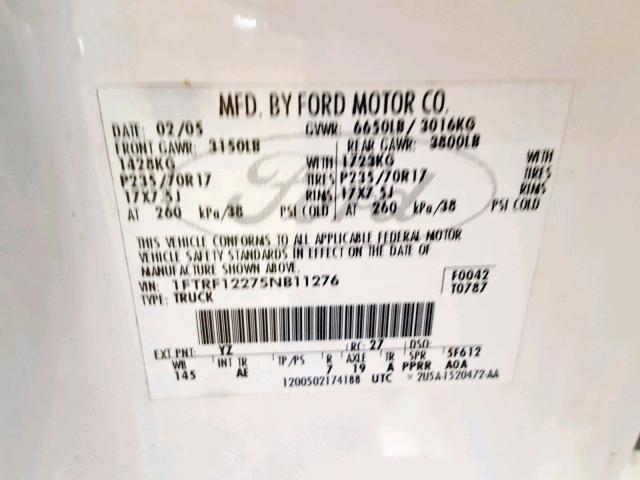 MFD. BY FORD MOTOR CO.
DATE: 02/05 GVWR: 6650LB/ 3016KG
FRONT GAWR: 3150LB REAR GAWR: 3800LB
1428KG WITH 1723KG WITH
P235/70R17 TIRES P235/70R17 TIRES
17X7.5J RIMS 17X7.5J RIMS
AT 260 kPa/38 PSI COLD AT 260 kPa/38 PSI COLD
THIS VEHICLE CONFORMS TO ALL APPLICABLE FEDERAL MOTOR
VEHICLE SAFETY STANDARDS IN EFFECT ON THE DATE OF
MANUFACTURE SHOWN ABOVE.
VIN: 1FTRF12275NB11276 F0042
TYPE: TRUCK T0787
EXT PNT: YZ RC: 27 DSO:
WB INT TR TP/PS R AXLE TR SPR 5F612
145 AE 7 19 A PPRR A0A
1200502174188 UTC 2U5A-1520472-AA
Ford